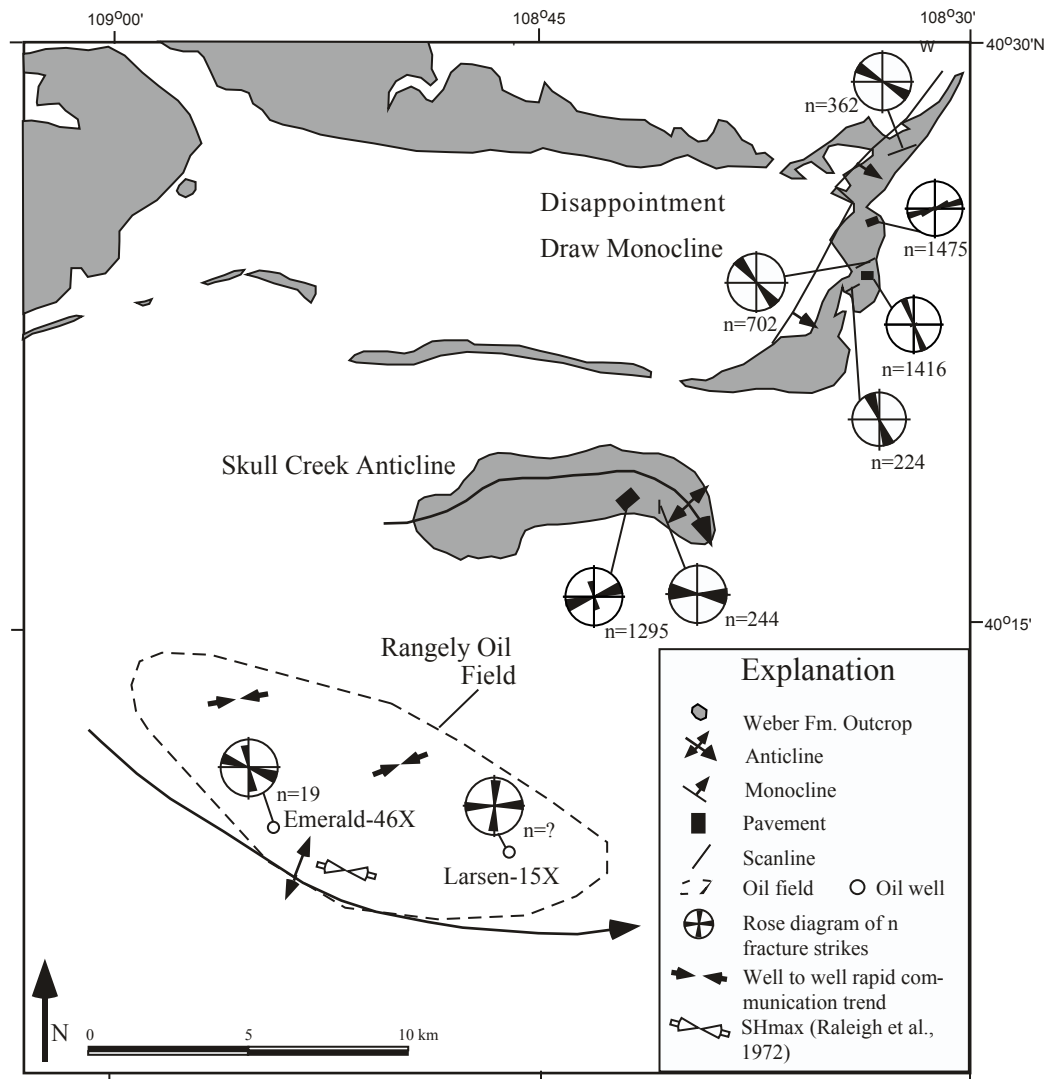 109°00'
108°45
108°30'
W
40°30'N
n=362
Disappointment
Draw Monocline
n=1475
n=702
n=1416
n=224
Skull Creek Anticline
n=1295
n=244
40°15'
Rangely Oil
Field
n=19
Emerald-46X
n=?
Larsen-15X
N
0 5 10 km
Explanation
Weber Fm. Outcrop
Anticline
Monocline
Pavement
Scanline
Oil field
Oil well
Rose diagram of n
fracture strikes
Well to well rapid com-
munication trend
SHmax (Raleigh et al.,
1972)